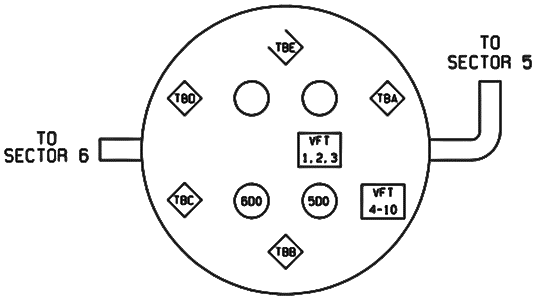 TBE
TO
SECTOR 5
TBD
TBA
TO
SECTOR 6
VFT
1,2,3
TBC
600
500
VFT
4-10
TBB